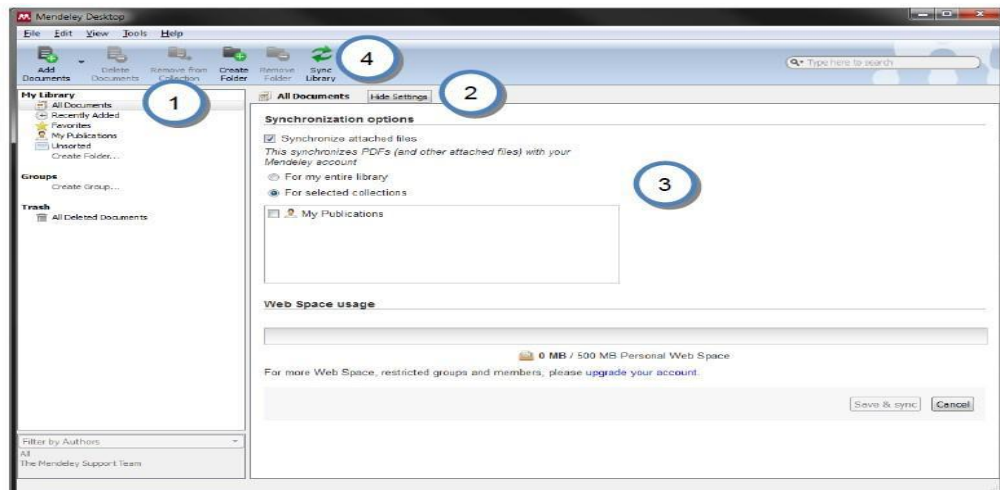 Mendeley Desktop
File Edit View Tools Help
Add Documents
Delete Documents
Remove from Collection
Create Folder
Remove Folder
Sync Library
4
Type here to search
My Library
All Documents
Recently Added
Favorites
My Publications
Unsorted
Create Folder...
Groups
Create Group...
Trash
All Deleted Documents
1
Filter by Authors
All
The Mendeley Support Team
All Documents Hide Settings
2
Synchronization options
Synchronize attached files
This synchronizes PDFs (and other attached files) with your
Mendeley account
For my entire library
For selected collections
3
My Publications
Web Space usage
0 MB / 500 MB Personal Web Space
For more Web Space, restricted groups and members, please upgrade your account.
Save & sync Cancel